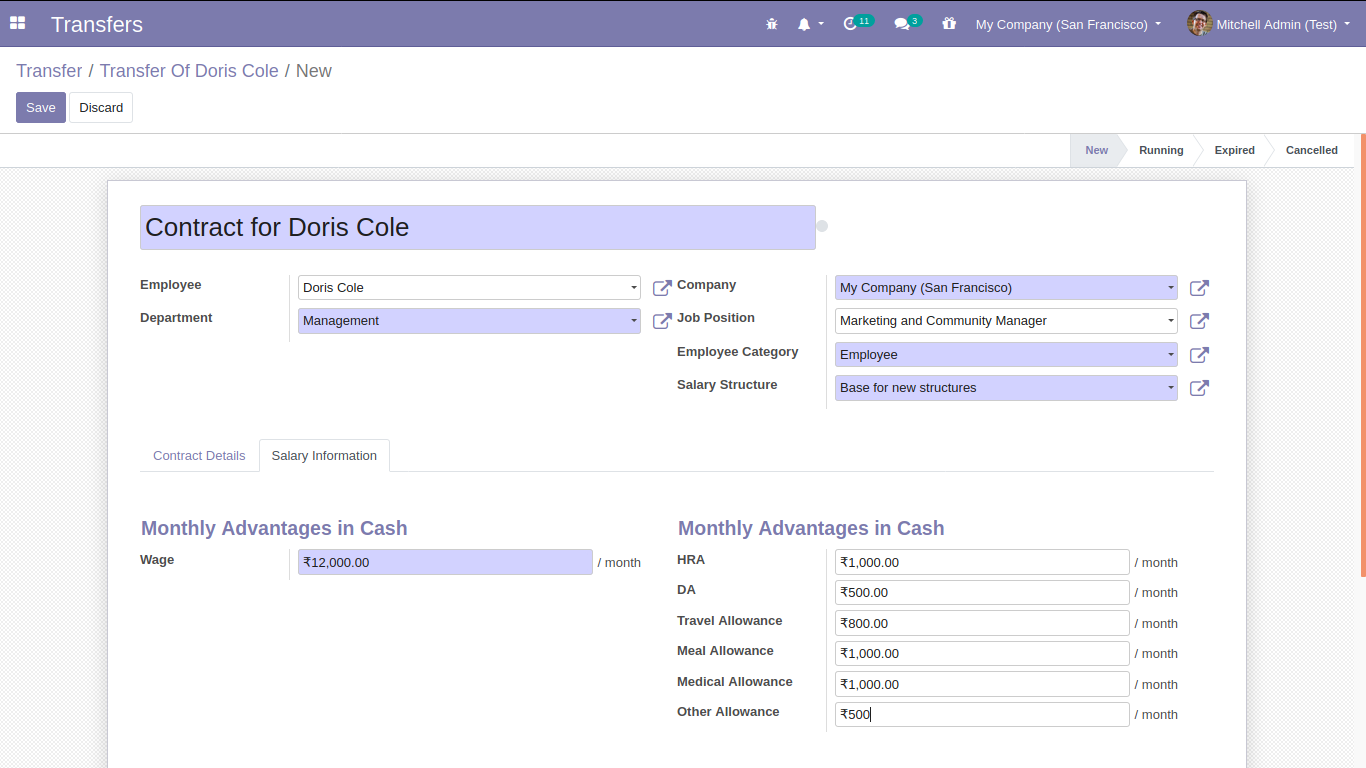 Transfers 11 3 My Company (San Francisco) Mitchell Admin (Test)
Transfer / Transfer Of Doris Cole / New
Save Discard
New Running Expired Cancelled
Contract for Doris Cole
Employee Doris Cole Company My Company (San Francisco)
Department Management Job Position Marketing and Community Manager
Employee Category Employee
Salary Structure Base for new structures
Contract Details Salary Information
Monthly Advantages in Cash Monthly Advantages in Cash
Wage ₹12,000.00 / month HRA ₹1,000.00 / month
DA ₹500.00 / month
Travel Allowance ₹800.00 / month
Meal Allowance ₹1,000.00 / month
Medical Allowance ₹1,000.00 / month
Other Allowance ₹500 / month